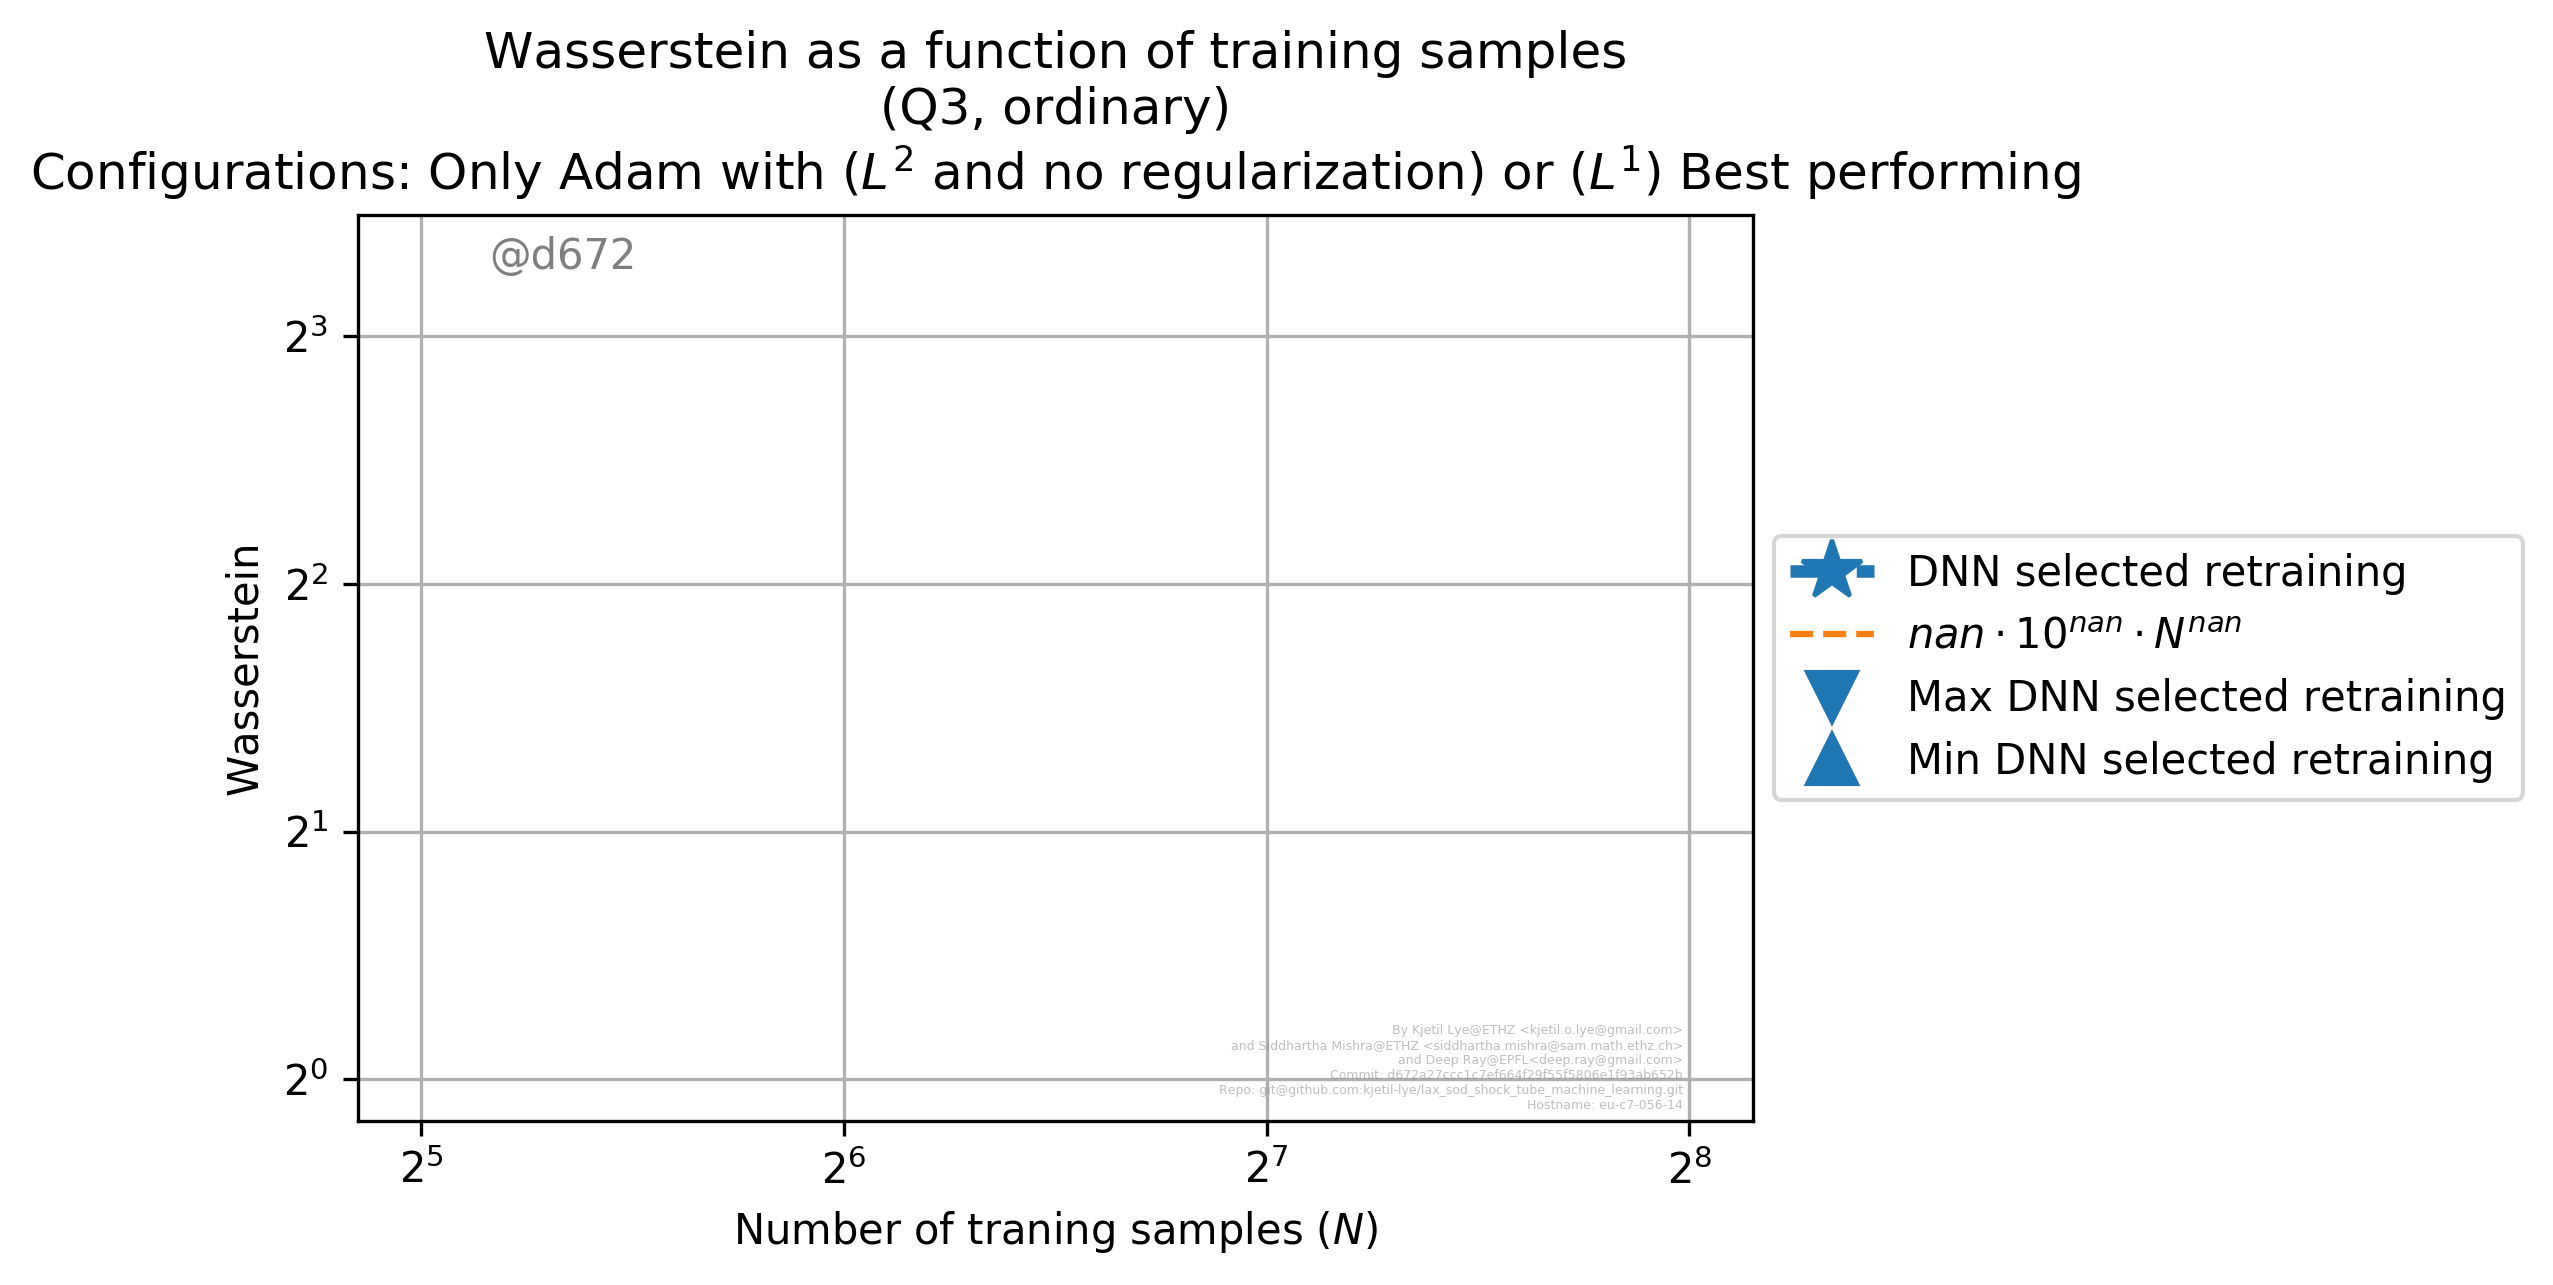 Wasserstein as a function of training samples
(Q3, ordinary)
Configurations: Only Adam with (L² and no regularization) or (L¹) Best performing
@d672
2³
2²
2¹
2⁰
Wasserstein
2⁵ 2⁶ 2⁷ 2⁸
Number of traning samples (N)
DNN selected retraining
nan · 10ⁿᵃⁿ · Nⁿᵃⁿ
Max DNN selected retraining
Min DNN selected retraining
By Kjetil Lye@ETHZ <kjetil.o.lye@gmail.com>
and Siddhartha Mishra@ETHZ <siddhartha.mishra@sam.math.ethz.ch>
and Deep Ray@EPFL<deep.ray@gmail.com>
Commit: d672a27ccc1c7ef664f29f55f5806e1f93ab652b
Repo: git@github.com:kjetil-lye/lax_sod_shock_tube_machine_learning.git
Hostname: eu-c7-056-14